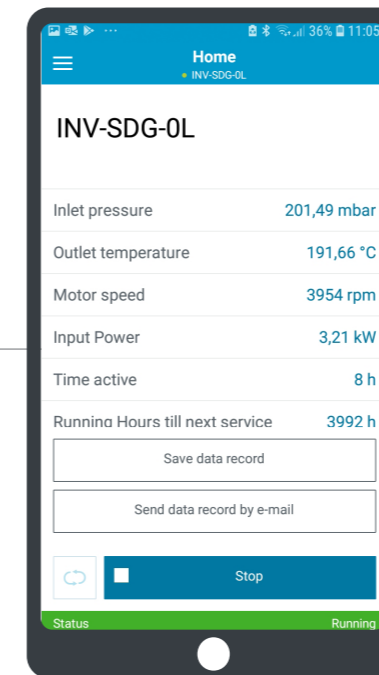 36% 11:05
Home
INV-SDG-0L
INV-SDG-0L
Inlet pressure 201,49 mbar
Outlet temperature 191,66 °C
Motor speed 3954 rpm
Input Power 3,21 kW
Time active 8 h
Running Hours till next service 3992 h
Save data record
Send data record by e-mail
Stop
Status Running